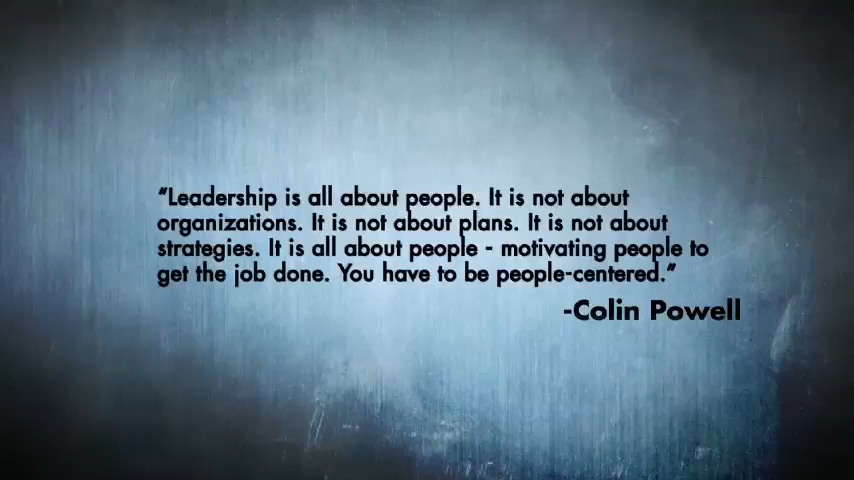 “Leadership is all about people. It is not about
organizations. It is not about plans. It is not about
strategies. It is all about people - motivating people to
get the job done. You have to be people-centered.”
-Colin Powell